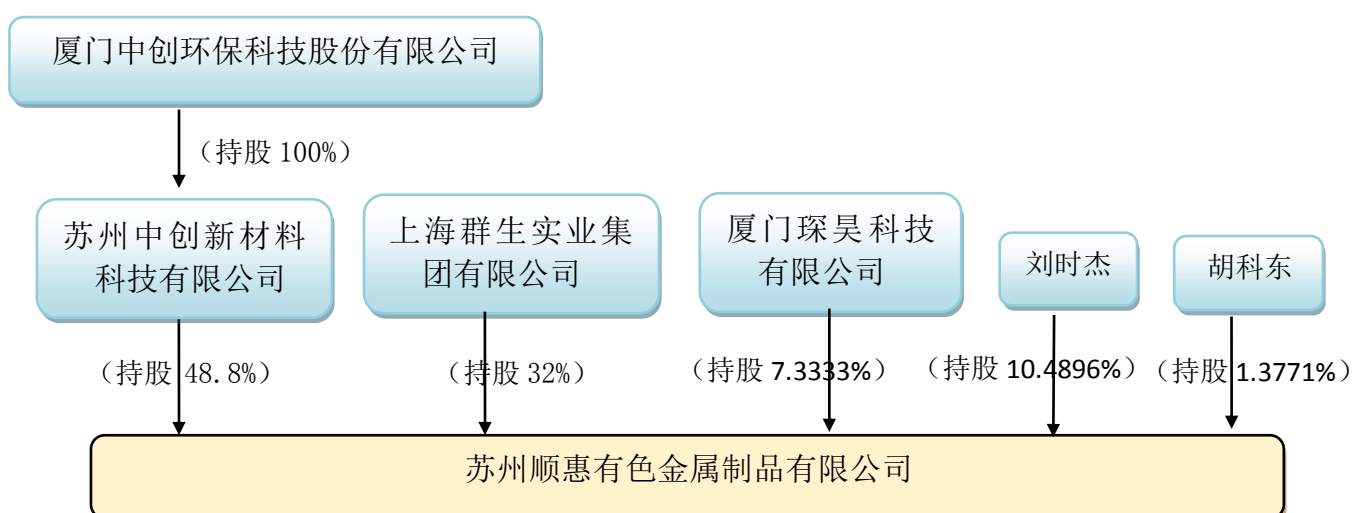 厦门中创环保科技股份有限公司
（持股 100%）
苏州中创新材料
科技有限公司
上海群生实业集
团有限公司
厦门琛昊科技
有限公司
刘时杰
胡科东
（持股 48.8%）
（持股 32%）
（持股 7.3333%）
（持股 10.4896%）
（持股 1.3771%）
苏州顺惠有色金属制品有限公司